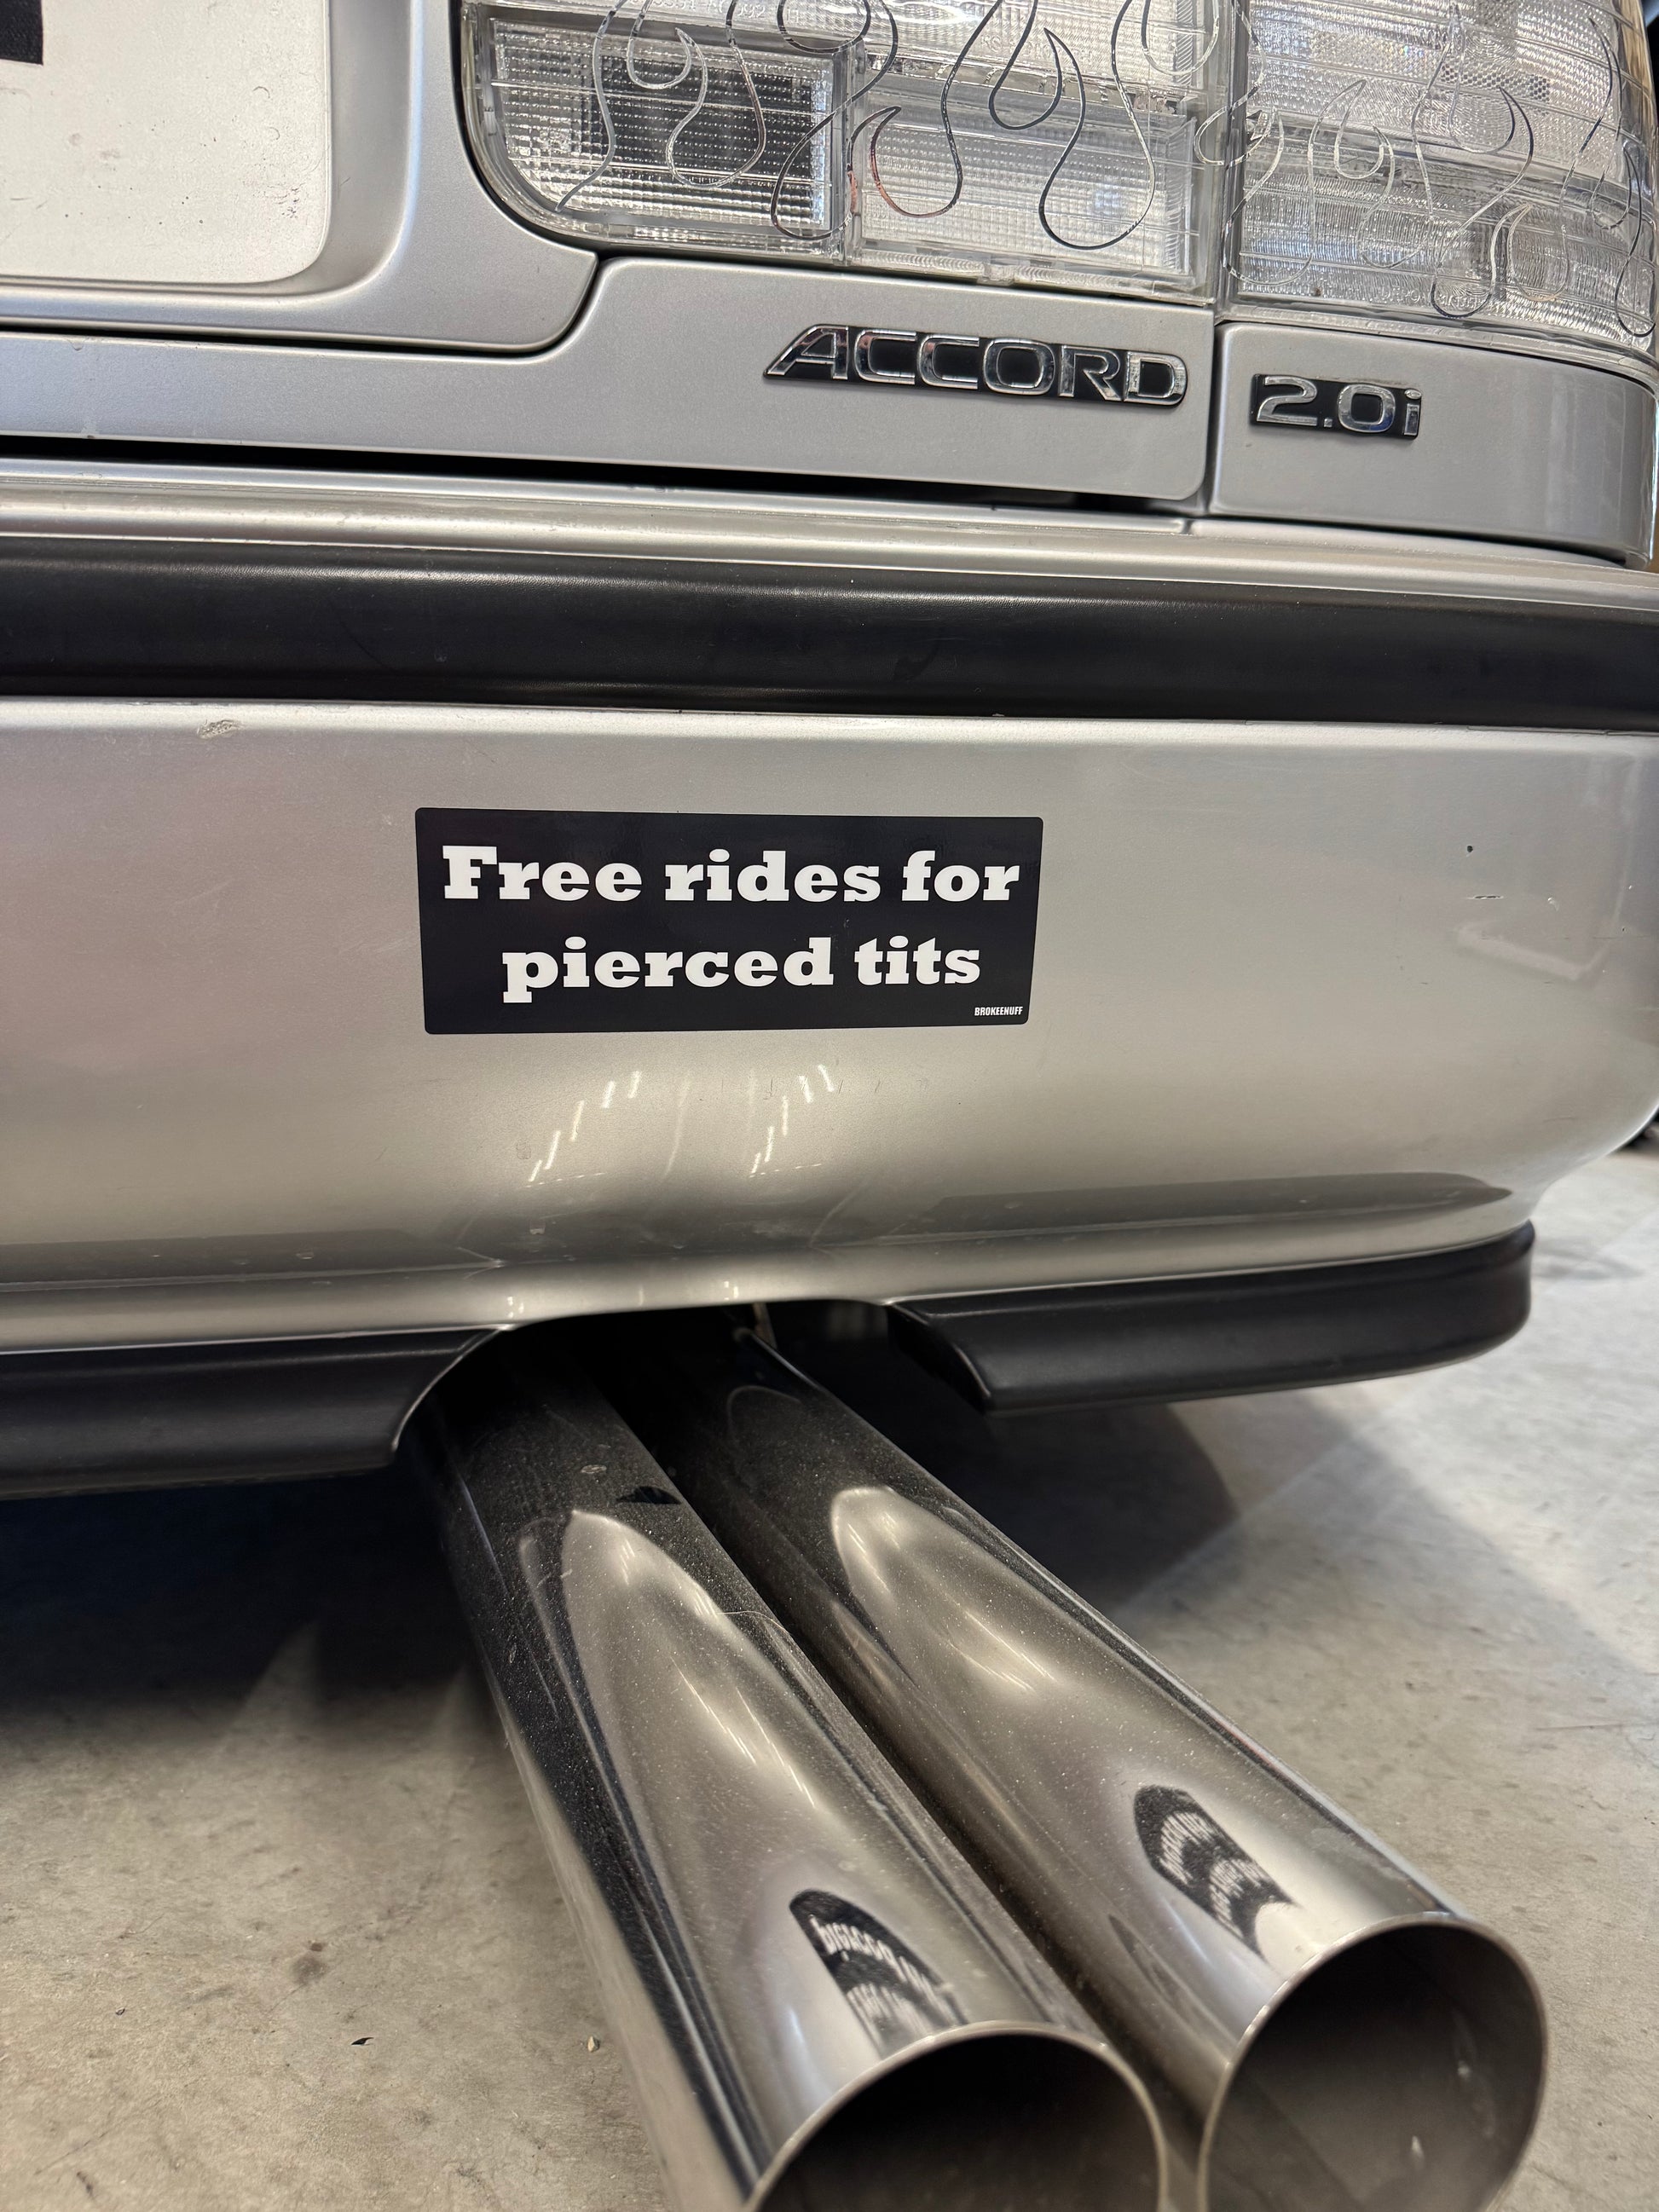 ACCORD
2.0i
Free rides for
pierced tits
BROKEENUFF